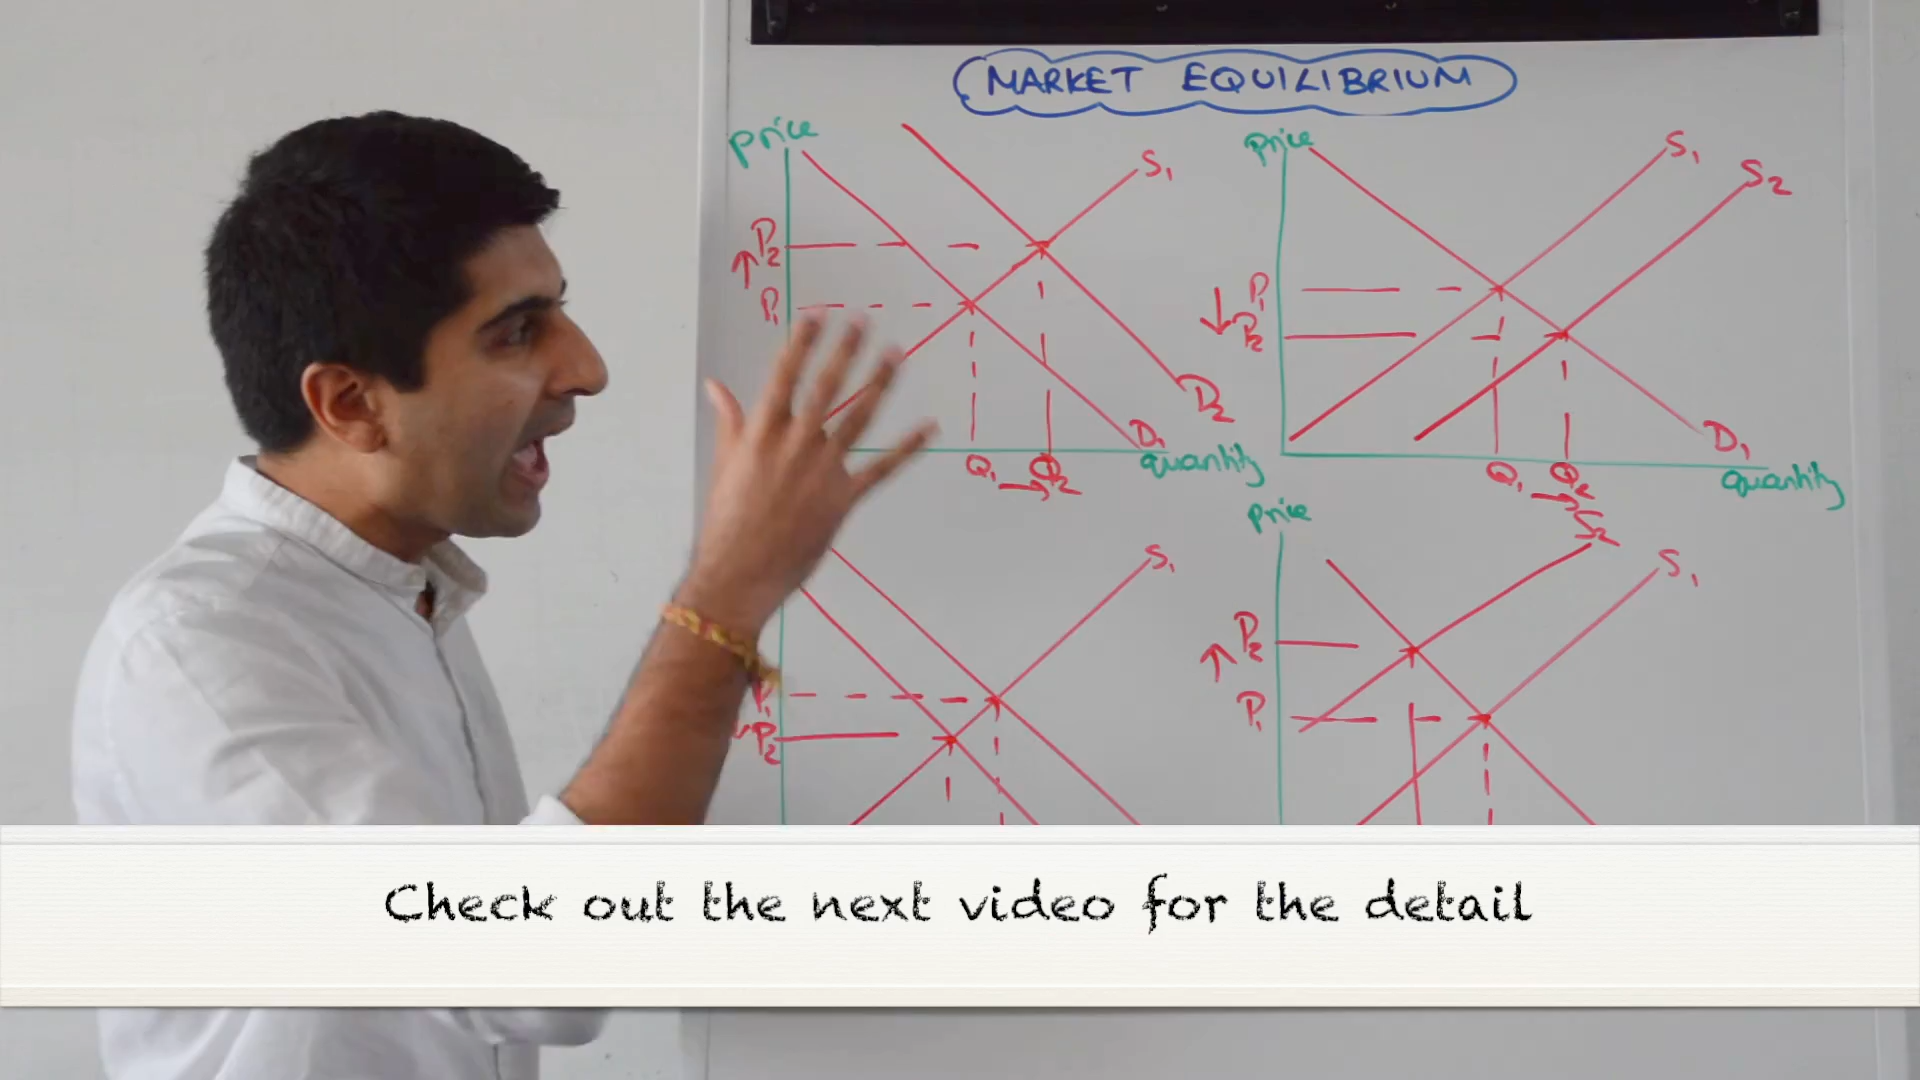 MARKET EQUILIBRIUM
price
S₁
P₂
P₁
D₂
D₁
quantity
Q₁ → Q₂
price
S₁
S₂
P₁
P₂
D₁
quantity
Q₁ → Q₂
S₁
P₁
P₂
price
S₂
S₁
P₂
P₁
Check out the next video for the detail